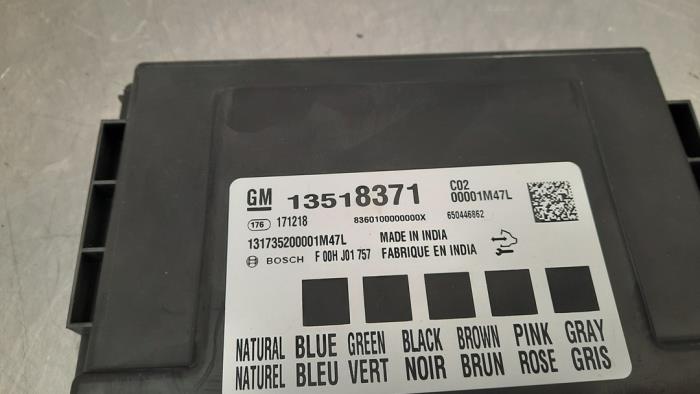 GM 13518371 C02
00001M47L
176 171218 8360100000000X 650446862
131735200001M47L MADE IN INDIA
BOSCH F 00H J01 757 FABRIQUE EN INDIA
NATURAL BLUE GREEN BLACK BROWN PINK GRAY
NATUREL BLEU VERT NOIR BRUN ROSE GRIS